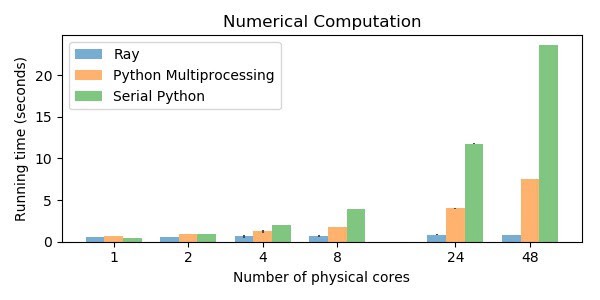 Numerical Computation
Ray
Python Multiprocessing
Serial Python
Running time (seconds)
20
15
10
5
0
1 2 4 8 24 48
Number of physical cores